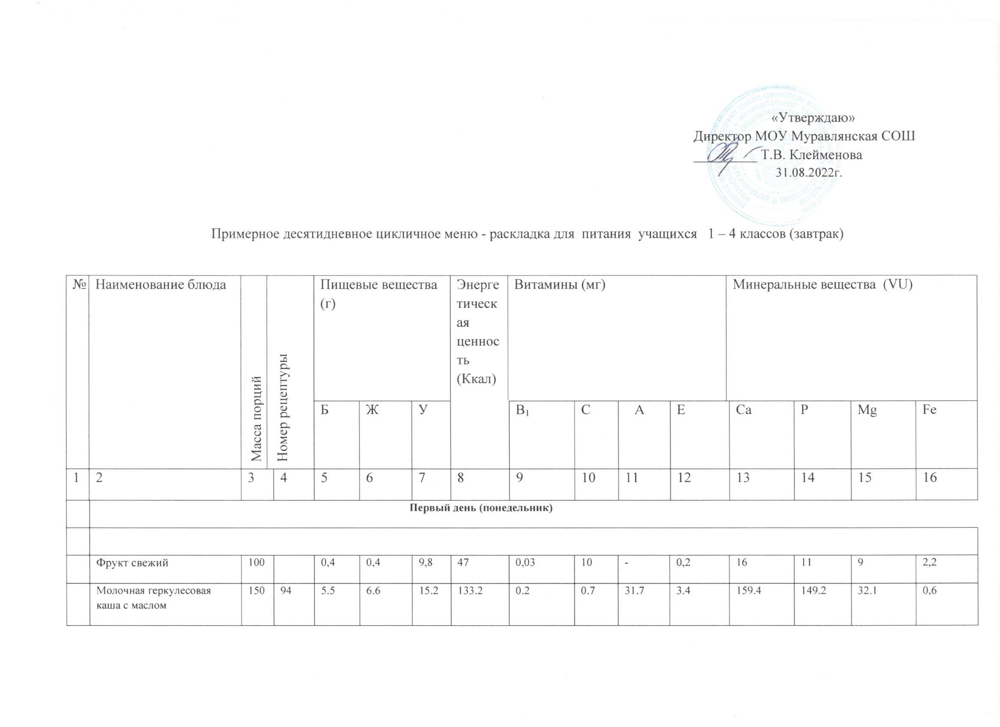 «Утверждаю»
Директор МОУ Муравлянская СОШ
Т.В. Клейменова
31.08.2022г.
Примерное десятидневное цикличное меню - раскладка для питания учащихся 1 – 4 классов (завтрак)
№ Наименование блюда Масса порций Номер рецептуры Пищевые вещества (г) Энергетическая ценность (Ккал) Витамины (мг) Минеральные вещества (VU)
Б Ж У B₁ C A E Ca P Mg Fe
1 2 3 4 5 6 7 8 9 10 11 12 13 14 15 16
Первый день (понедельник)
Фрукт свежий 100 0,4 0,4 9,8 47 0,03 10 - 0,2 16 11 9 2,2
Молочная геркулесовая 150 94 5.5 6.6 15.2 133.2 0.2 0.7 31.7 3.4 159.4 149.2 32.1 0,6
каша с маслом